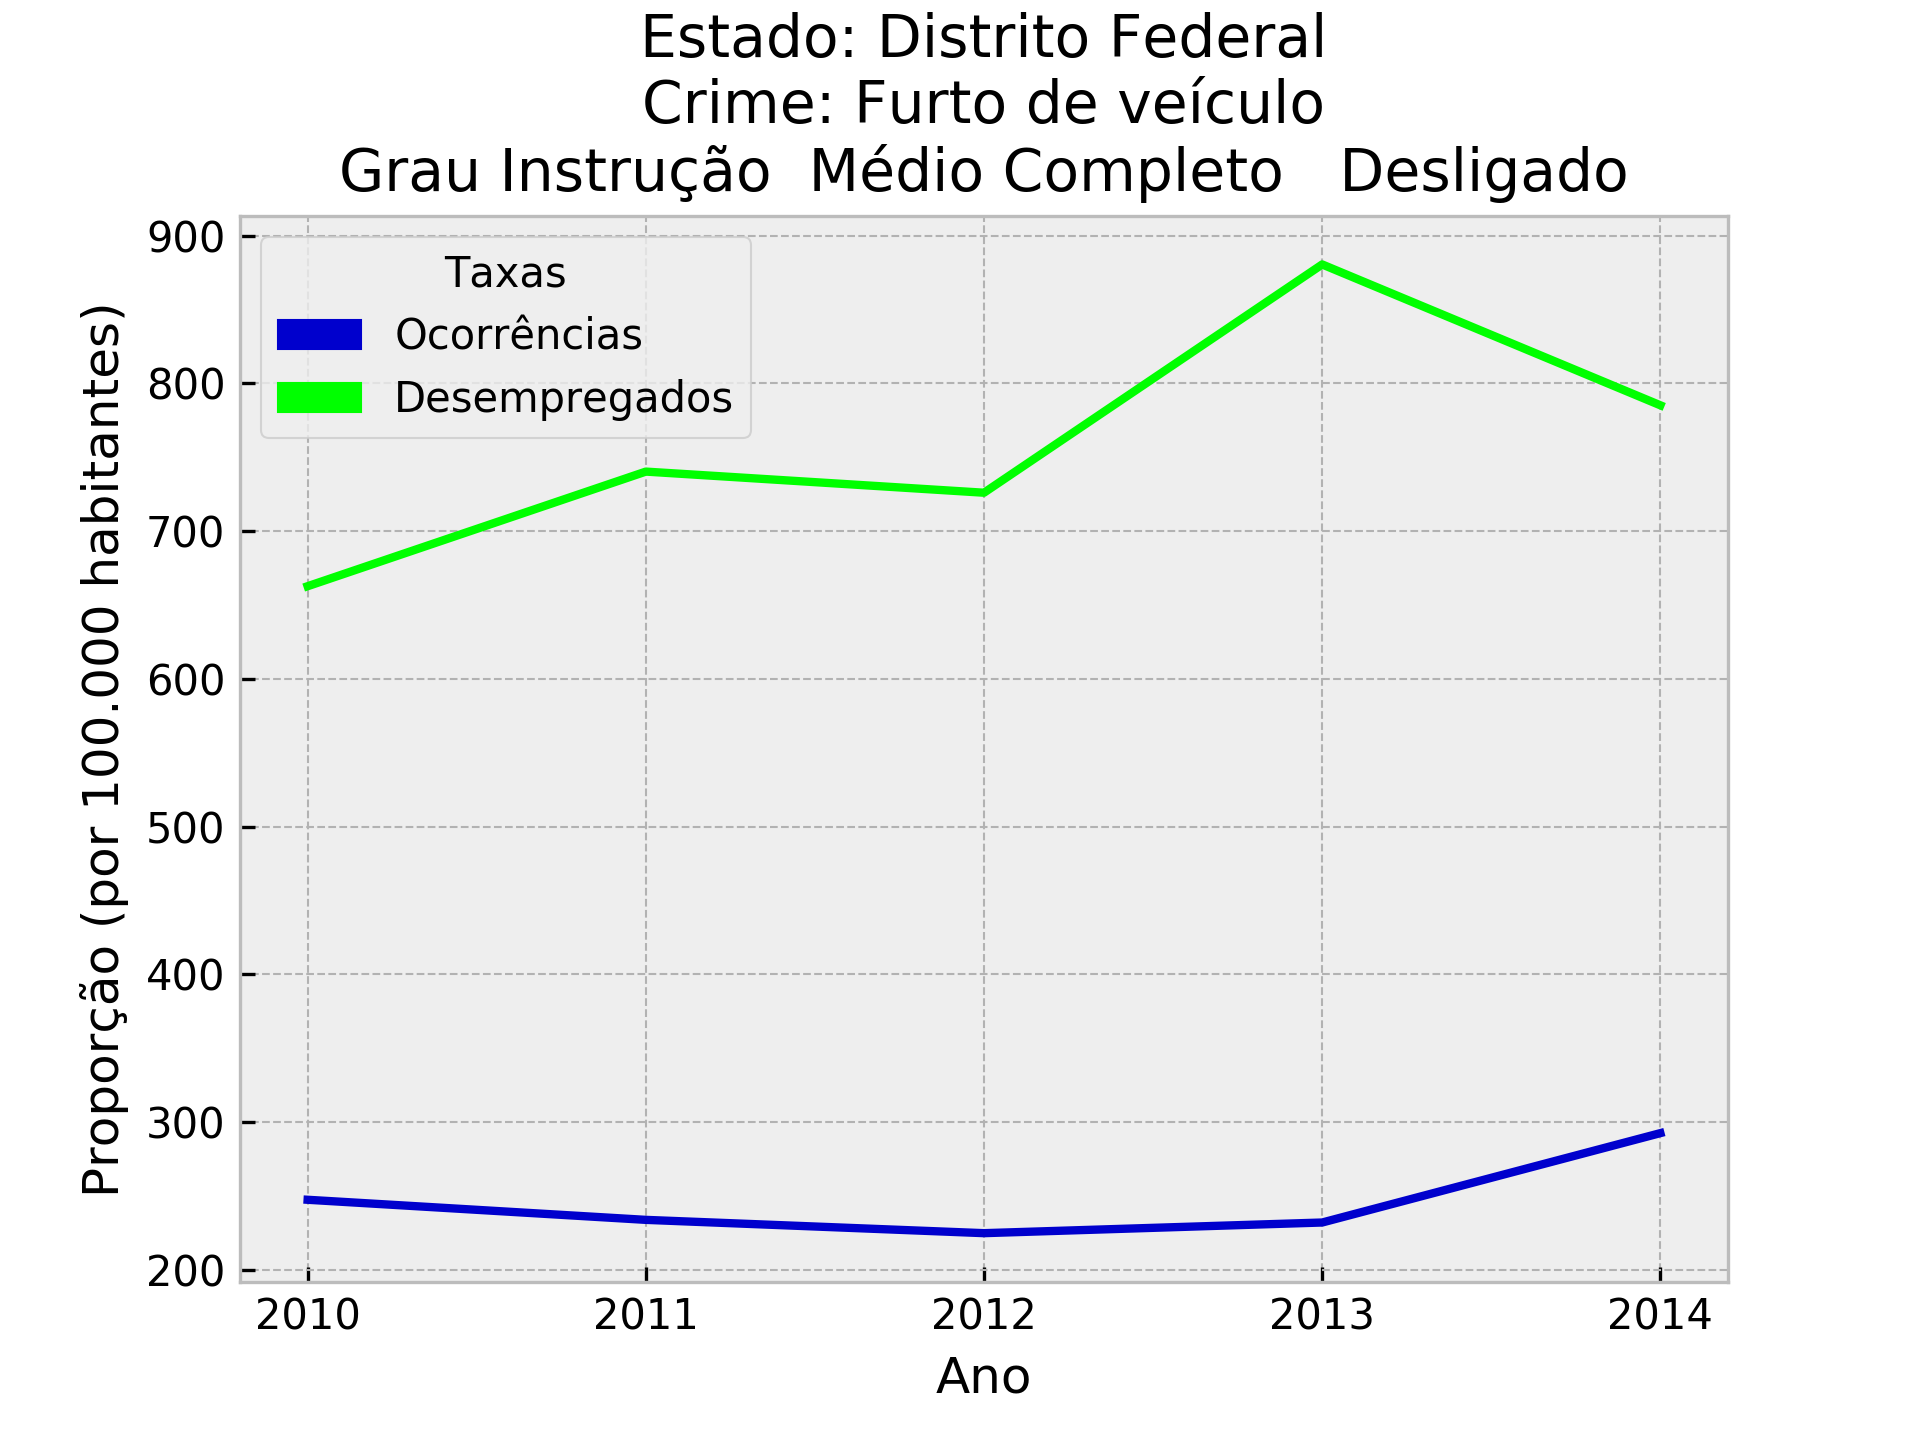 Estado: Distrito Federal
Crime: Furto de veículo
Grau Instrução  Médio Completo   Desligado
Proporção (por 100.000 habitantes)
900
800
700
600
500
400
300
200
Taxas
Ocorrências
Desempregados
2010 2011 2012 2013 2014
Ano